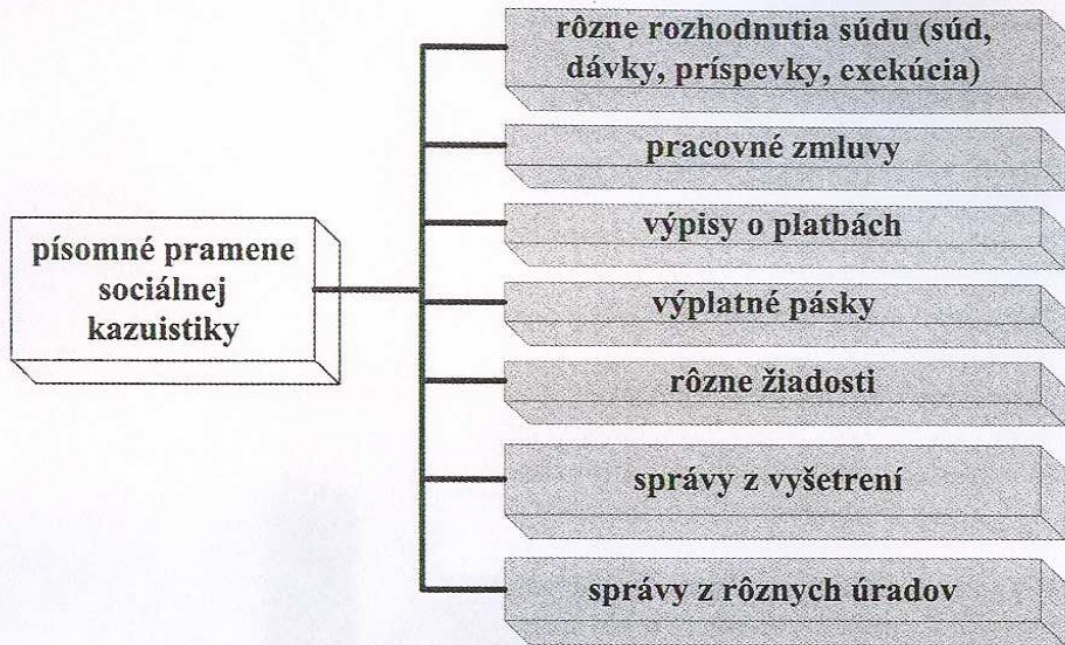 rôzne rozhodnutia súdu (súd,
dávky, príspevky, exekúcia)
pracovné zmluvy
výpisy o platbách
písomné pramene
sociálnej
kazuistiky
výplatné pásky
rôzne žiadosti
správy z vyšetrení
správy z rôznych úradov